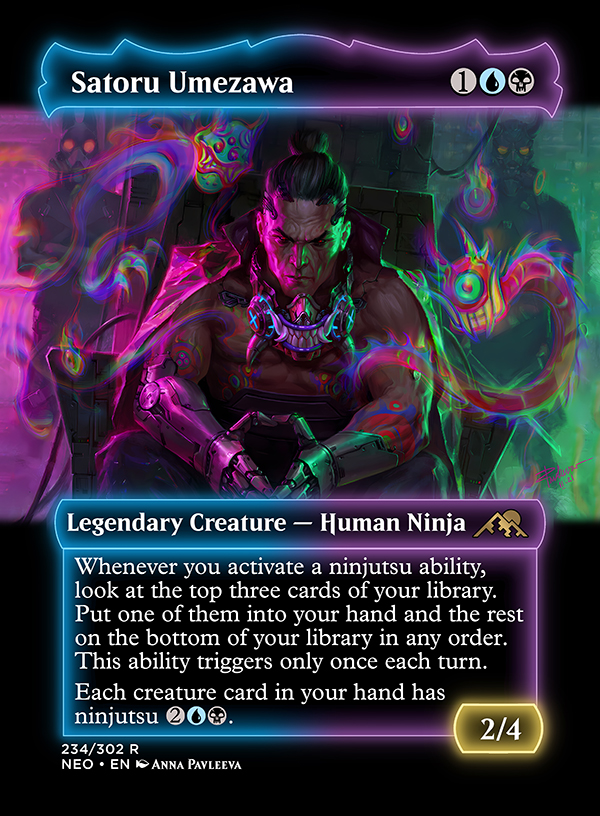 Satoru Umezawa 1
Legendary Creature — Human Ninja
Whenever you activate a ninjutsu ability,
look at the top three cards of your library.
Put one of them into your hand and the rest
on the bottom of your library in any order.
This ability triggers only once each turn.
Each creature card in your hand has
ninjutsu 2.
2/4
234/302 R
NEO • EN Anna Pavleeva